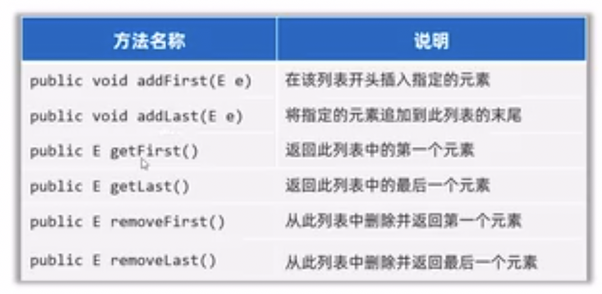 方法名称 说明
public void addFirst(E e) 在该列表开头插入指定的元素
public void addLast(E e) 将指定的元素追加到此列表的末尾
public E getFirst() 返回此列表中的第一个元素
public E getLast() 返回此列表中的最后一个元素
public E removeFirst() 从此列表中删除并返回第一个元素
public E removeLast() 从此列表中删除并返回最后一个元素